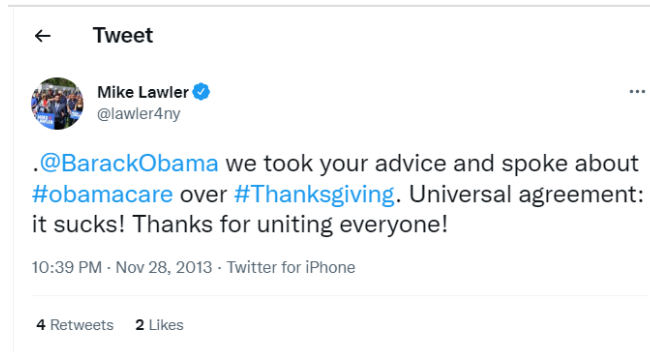 ← Tweet
Mike Lawler
@lawler4ny
...
.@BarackObama we took your advice and spoke about
#obamacare over #Thanksgiving. Universal agreement:
it sucks! Thanks for uniting everyone!
10:39 PM · Nov 28, 2013 · Twitter for iPhone
4 Retweets 2 Likes